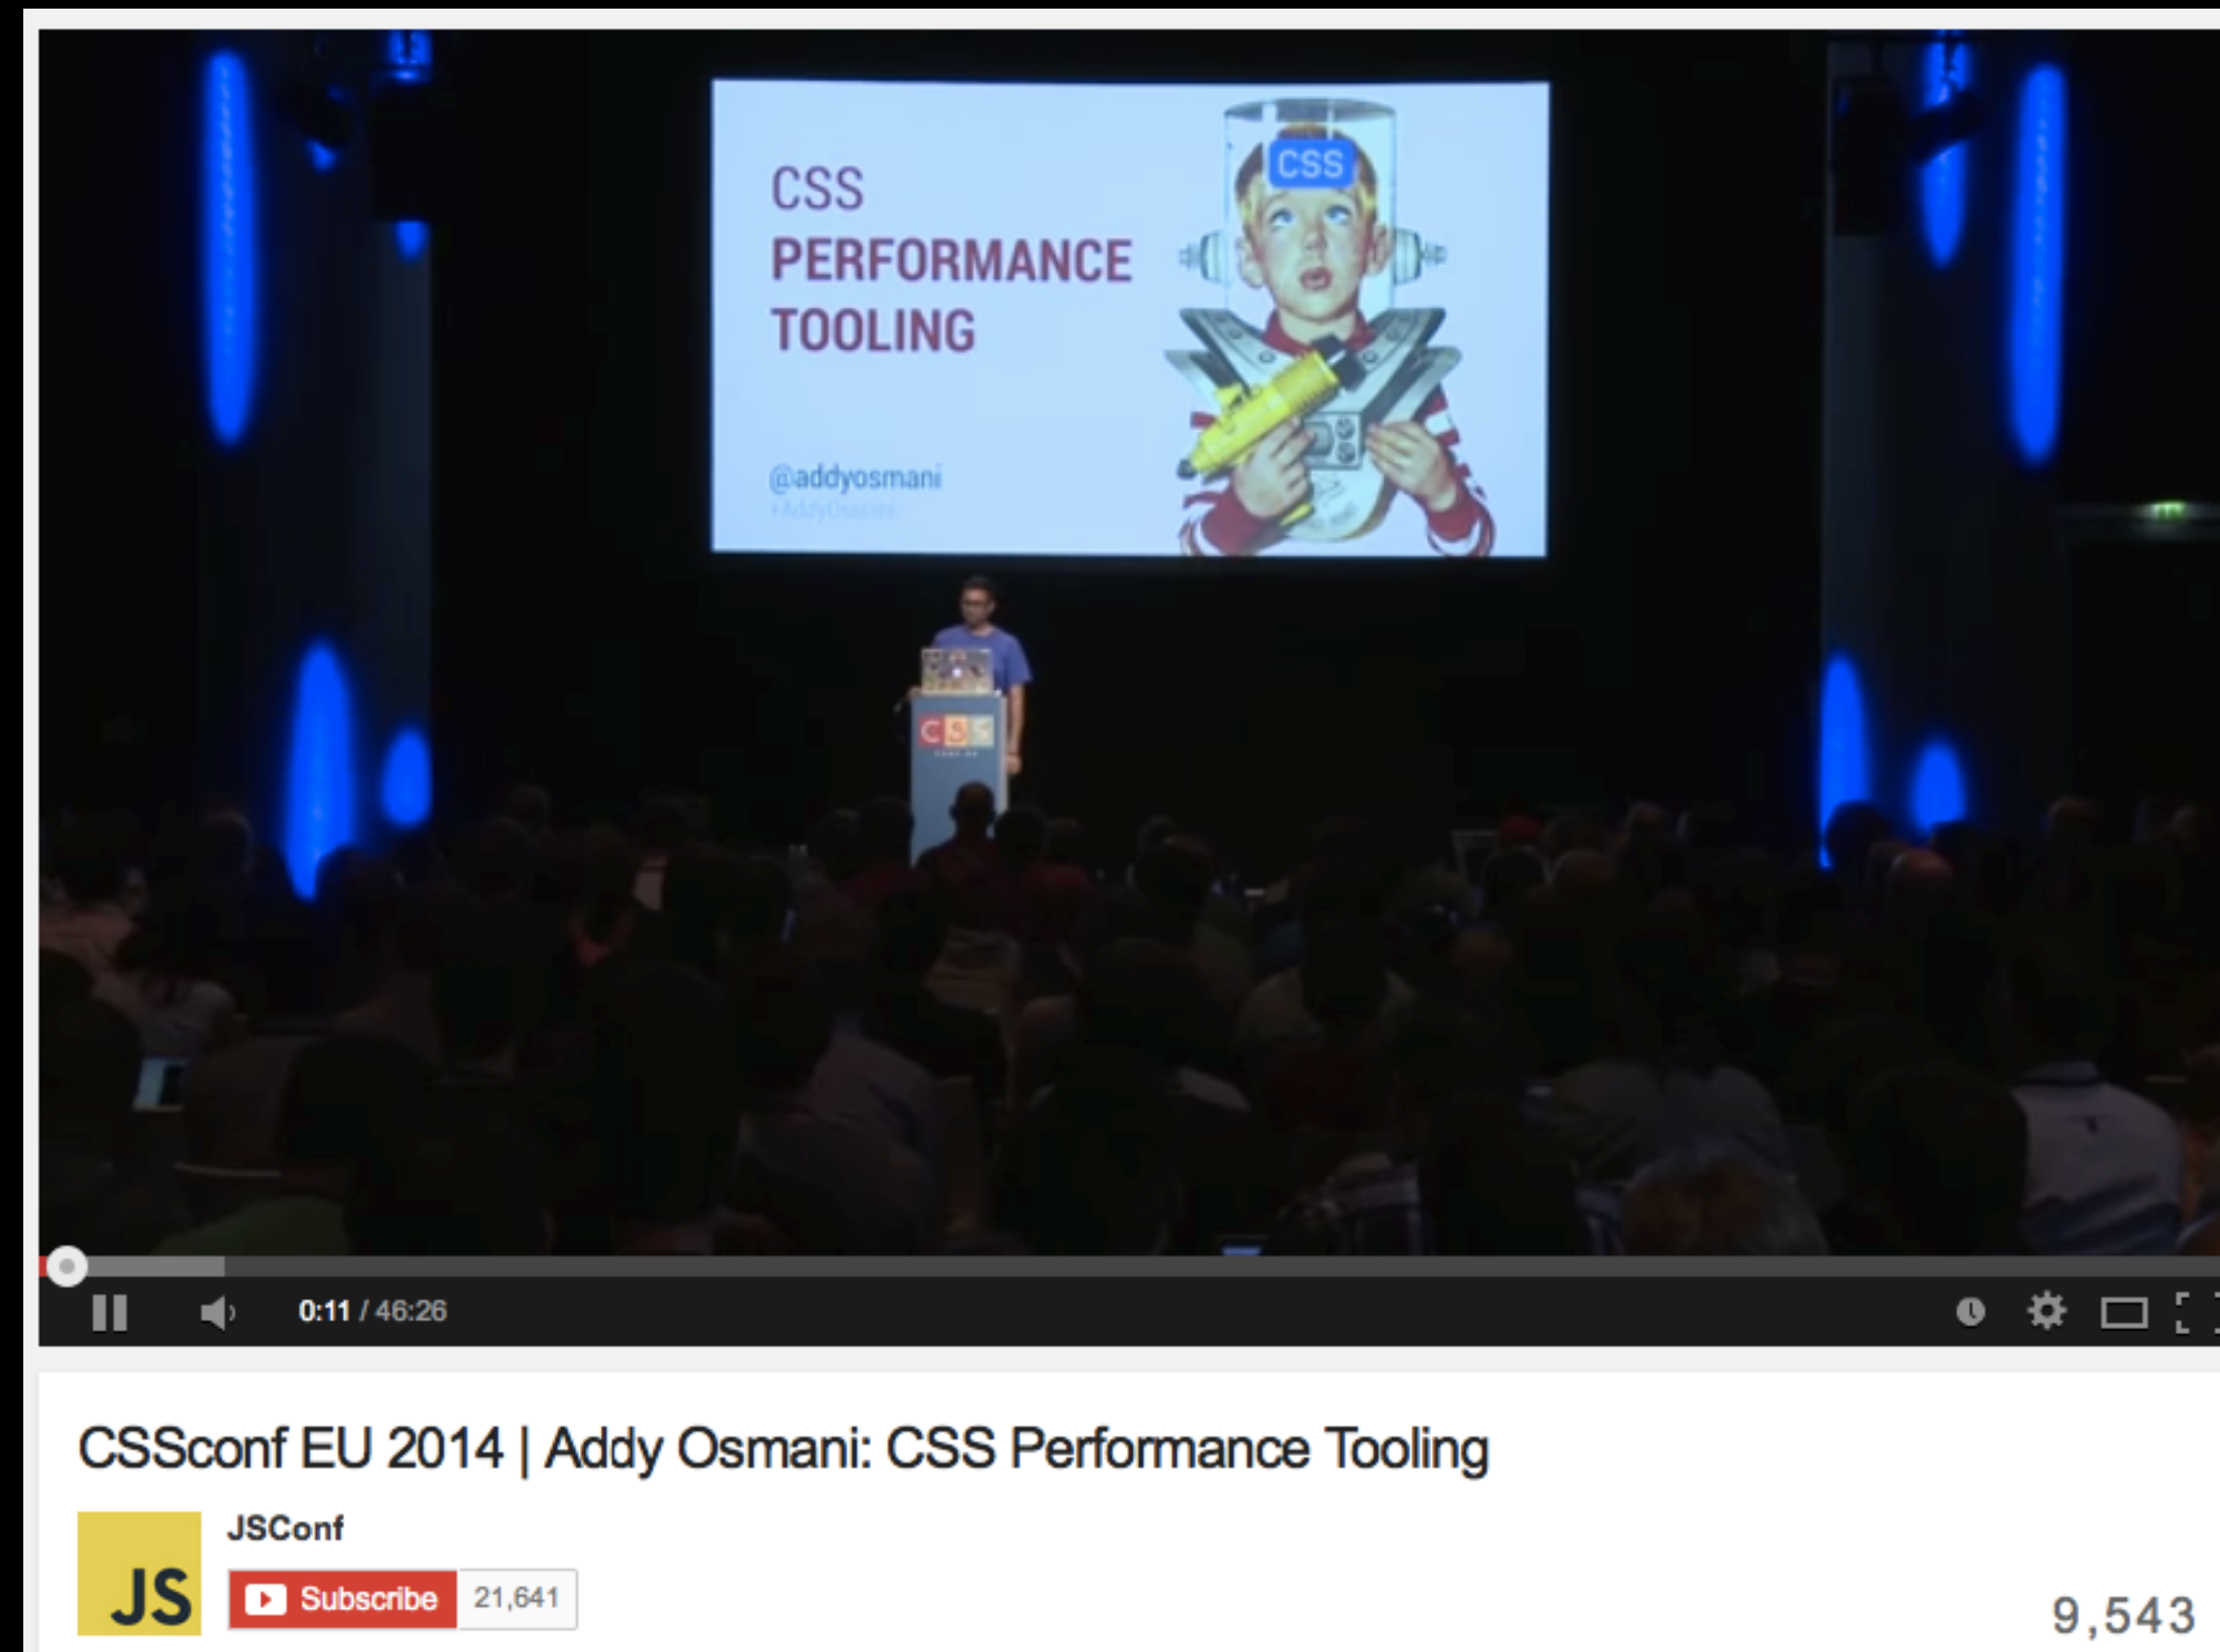 CSS
CSS
PERFORMANCE
TOOLING
@addyosmani
CSS
0:11 / 46:26
CSSconf EU 2014 | Addy Osmani: CSS Performance Tooling
JSConf
JS
Subscribe 21,641
9,543